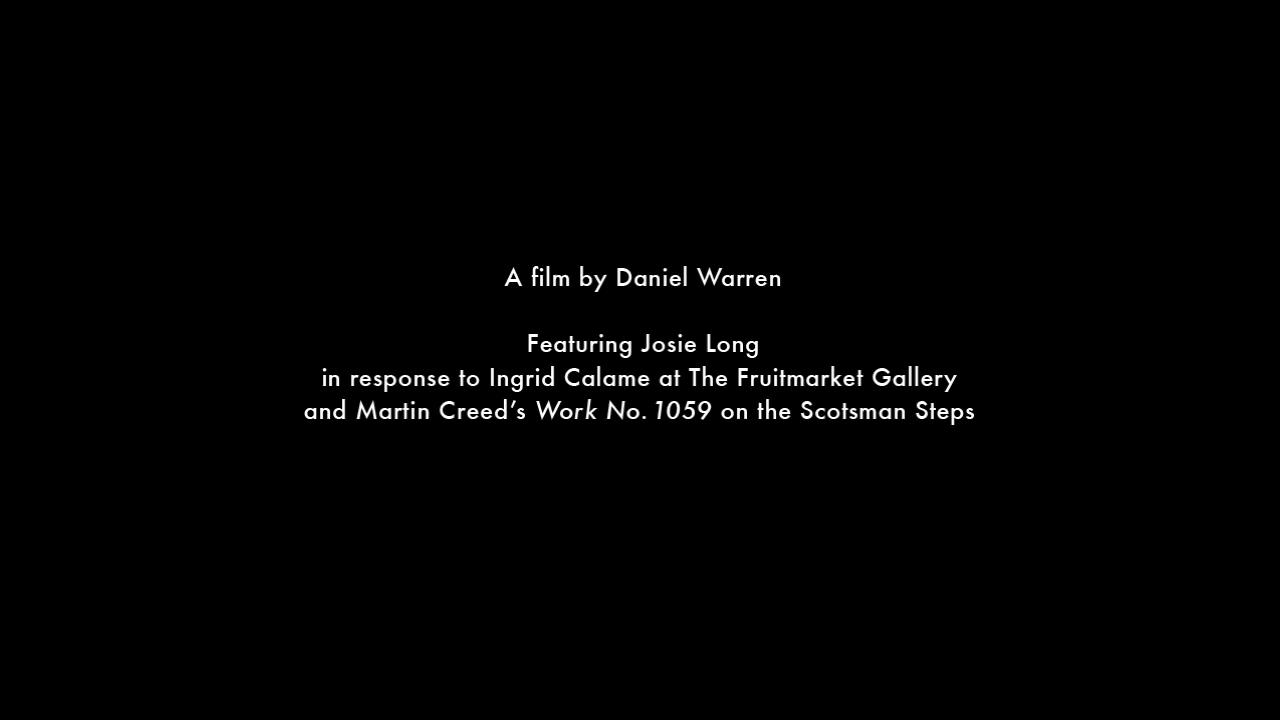 A film by Daniel Warren
Featuring Josie Long
in response to Ingrid Calame at The Fruitmarket Gallery
and Martin Creed’s Work No. 1059 on the Scotsman Steps